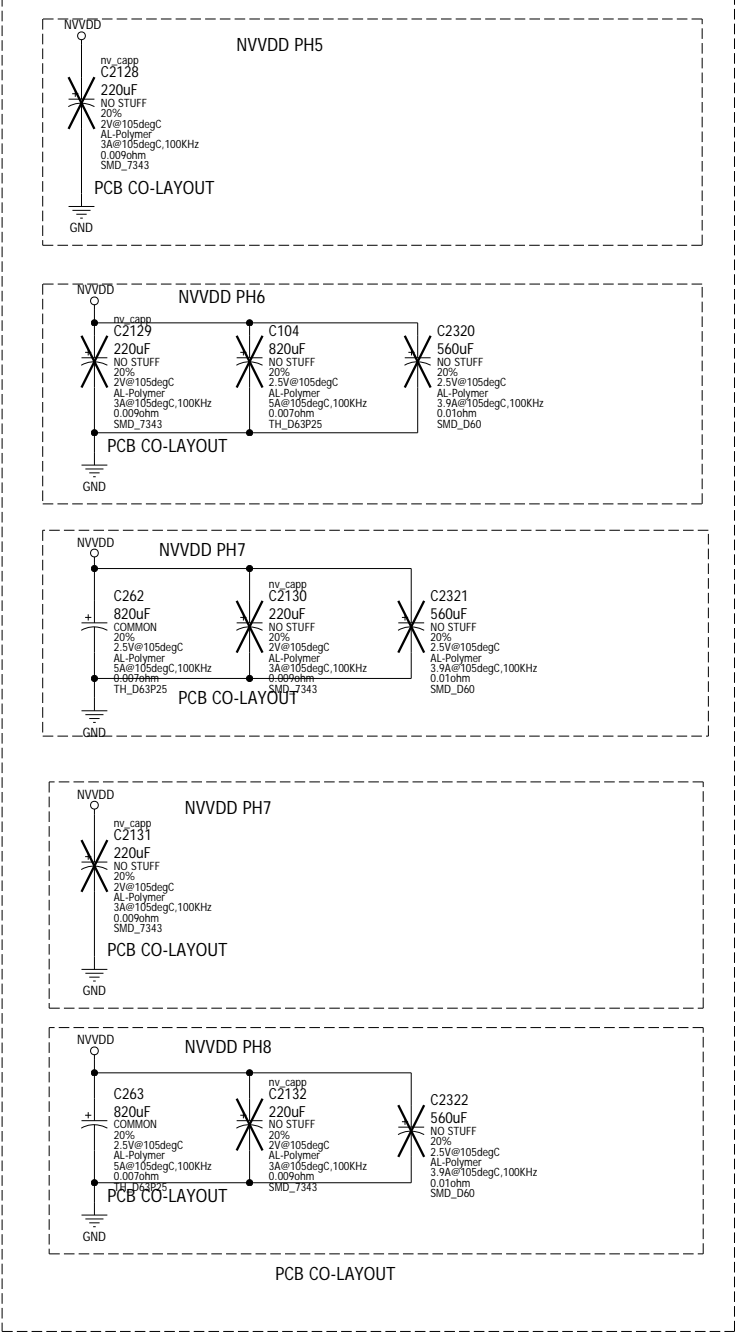 NVVDD
NVVDD PH5
nv_capp
C2128
220uF
NO STUFF
20%
2V@105degC
AL-Polymer
3A@105degC,100KHz
0.009ohm
SMD_7343
PCB CO-LAYOUT
GND
NVVDD
NVVDD PH6
nv_capp
C2129
220uF
NO STUFF
20%
2V@105degC
AL-Polymer
3A@105degC,100KHz
0.009ohm
SMD_7343
C104
820uF
NO STUFF
20%
2.5V@105degC
AL-Polymer
5A@105degC,100KHz
0.007ohm
TH_D63P25
C2320
560uF
NO STUFF
20%
2.5V@105degC
AL-Polymer
3.9A@105degC,100KHz
0.01ohm
SMD_D60
PCB CO-LAYOUT
GND
NVVDD
NVVDD PH7
C262
820uF
COMMON
20%
2.5V@105degC
AL-Polymer
5A@105degC,100KHz
0.007ohm
TH_D63P25
nv_capp
C2130
220uF
NO STUFF
20%
2V@105degC
AL-Polymer
3A@105degC,100KHz
0.009ohm
SMD_7343
C2321
560uF
NO STUFF
20%
2.5V@105degC
AL-Polymer
3.9A@105degC,100KHz
0.01ohm
SMD_D60
PCB CO-LAYOUT
GND
NVVDD
NVVDD PH7
nv_capp
C2131
220uF
NO STUFF
20%
2V@105degC
AL-Polymer
3A@105degC,100KHz
0.009ohm
SMD_7343
PCB CO-LAYOUT
GND
NVVDD
NVVDD PH8
C263
820uF
COMMON
20%
2.5V@105degC
AL-Polymer
5A@105degC,100KHz
0.007ohm
TH_D63P25
nv_capp
C2132
220uF
NO STUFF
20%
2V@105degC
AL-Polymer
3A@105degC,100KHz
0.009ohm
SMD_7343
C2322
560uF
NO STUFF
20%
2.5V@105degC
AL-Polymer
3.9A@105degC,100KHz
0.01ohm
SMD_D60
PCB CO-LAYOUT
GND
PCB CO-LAYOUT